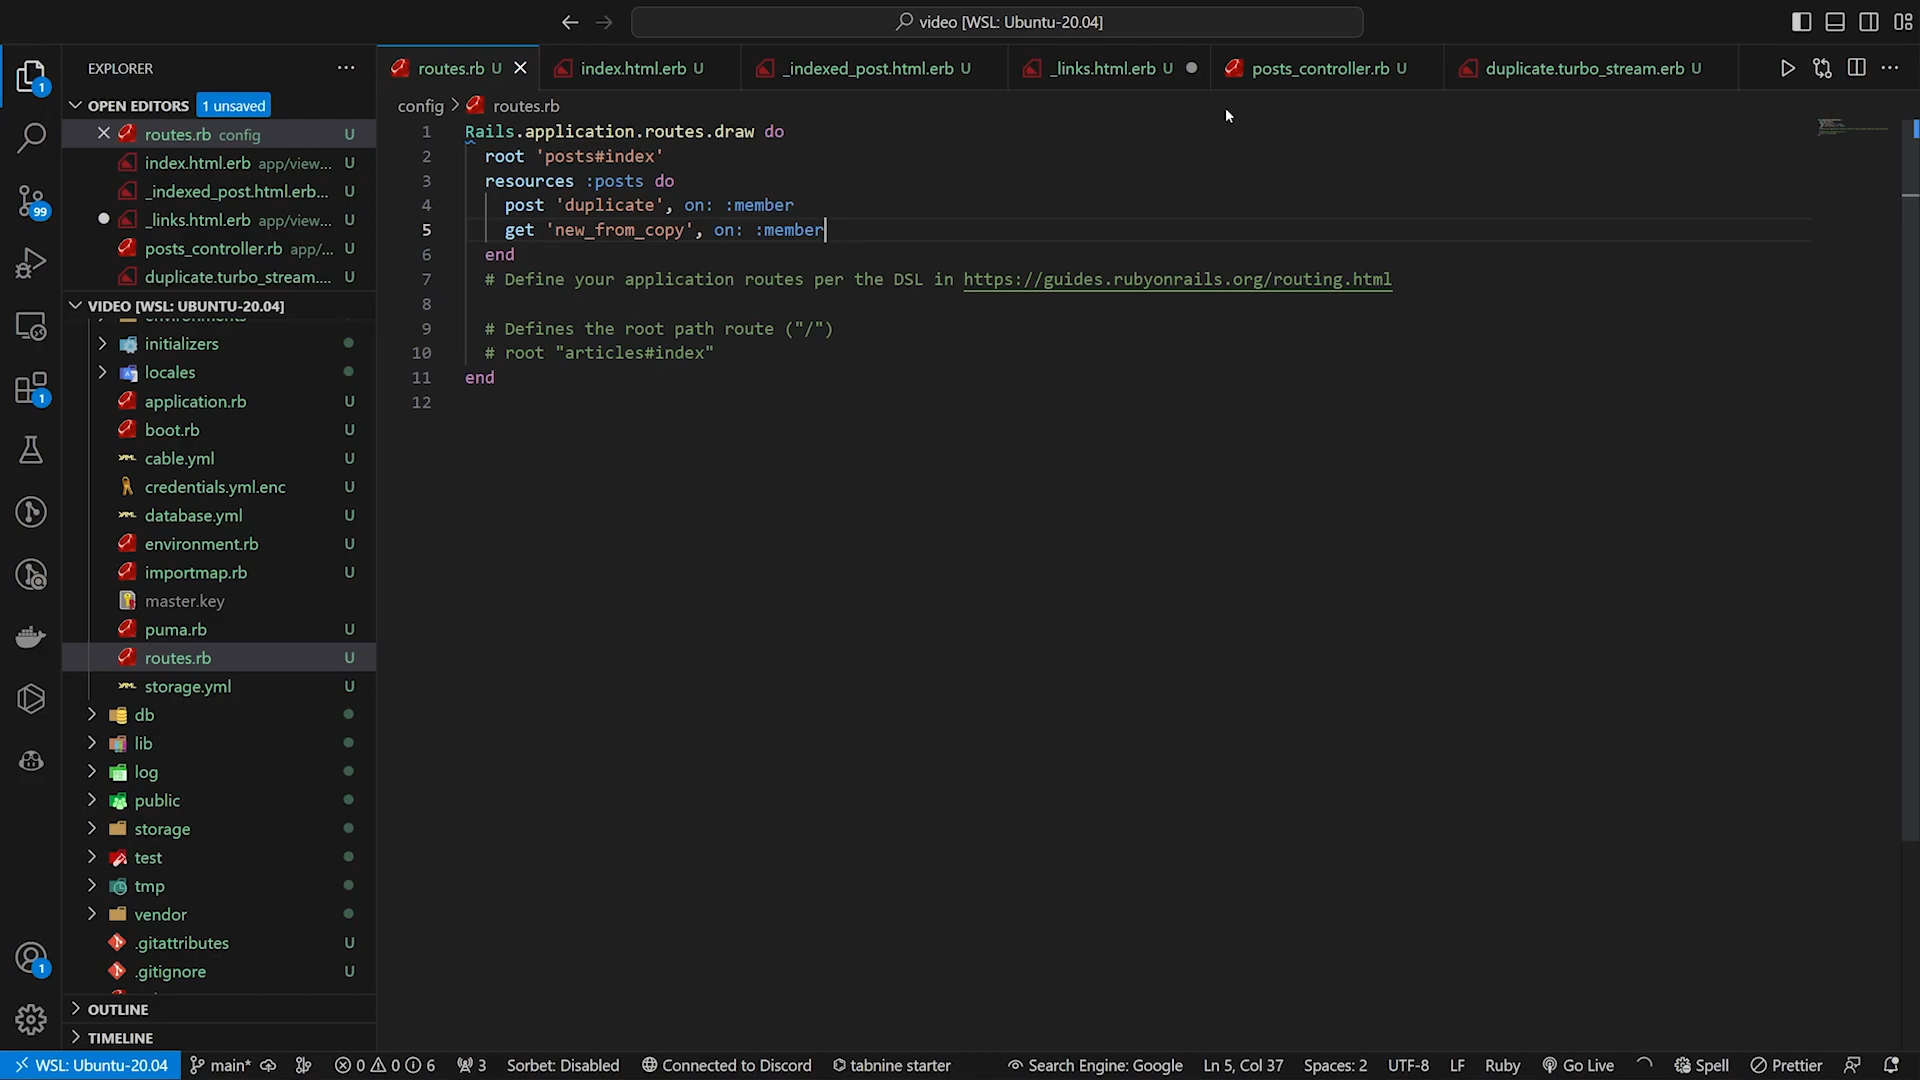 video [WSL: Ubuntu-20.04]
EXPLORER
routes.rb U
index.html.erb U
_indexed_post.html.erb U
_links.html.erb U
posts_controller.rb U
duplicate.turbo_stream.erb U
OPEN EDITORS 1 unsaved
routes.rb config U
index.html.erb app/view... U
_indexed_post.html.erb... U
_links.html.erb app/view... U
posts_controller.rb app/... U
duplicate.turbo_stream.... U
VIDEO [WSL: UBUNTU-20.04]
environments
initializers
locales
application.rb U
boot.rb U
cable.yml U
credentials.yml.enc U
database.yml U
environment.rb U
importmap.rb U
master.key
puma.rb U
routes.rb U
storage.yml U
db
lib
log
public
storage
test
tmp
vendor
.gitattributes U
.gitignore U
OUTLINE
TIMELINE
1
99
1
1
config > routes.rb
1 Rails.application.routes.draw do
2 root 'posts#index'
3 resources :posts do
4 post 'duplicate', on: :member
5 get 'new_from_copy', on: :member
6 end
7 # Define your application routes per the DSL in https://guides.rubyonrails.org/routing.html
8
9 # Defines the root path route ("/")
10 # root "articles#index"
11 end
12
WSL: Ubuntu-20.04 main* 0 0 6 3 Sorbet: Disabled Connected to Discord tabnine starter Search Engine: Google Ln 5, Col 37 Spaces: 2 UTF-8 LF Ruby Go Live Spell Prettier